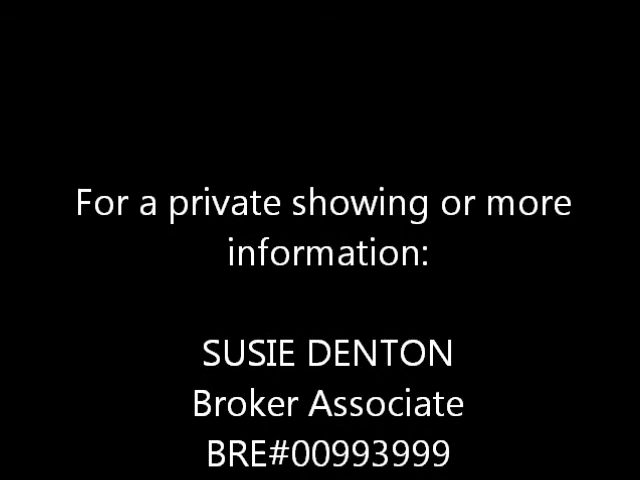 For a private showing or more
information:
SUSIE DENTON
Broker Associate
BRE#00993999